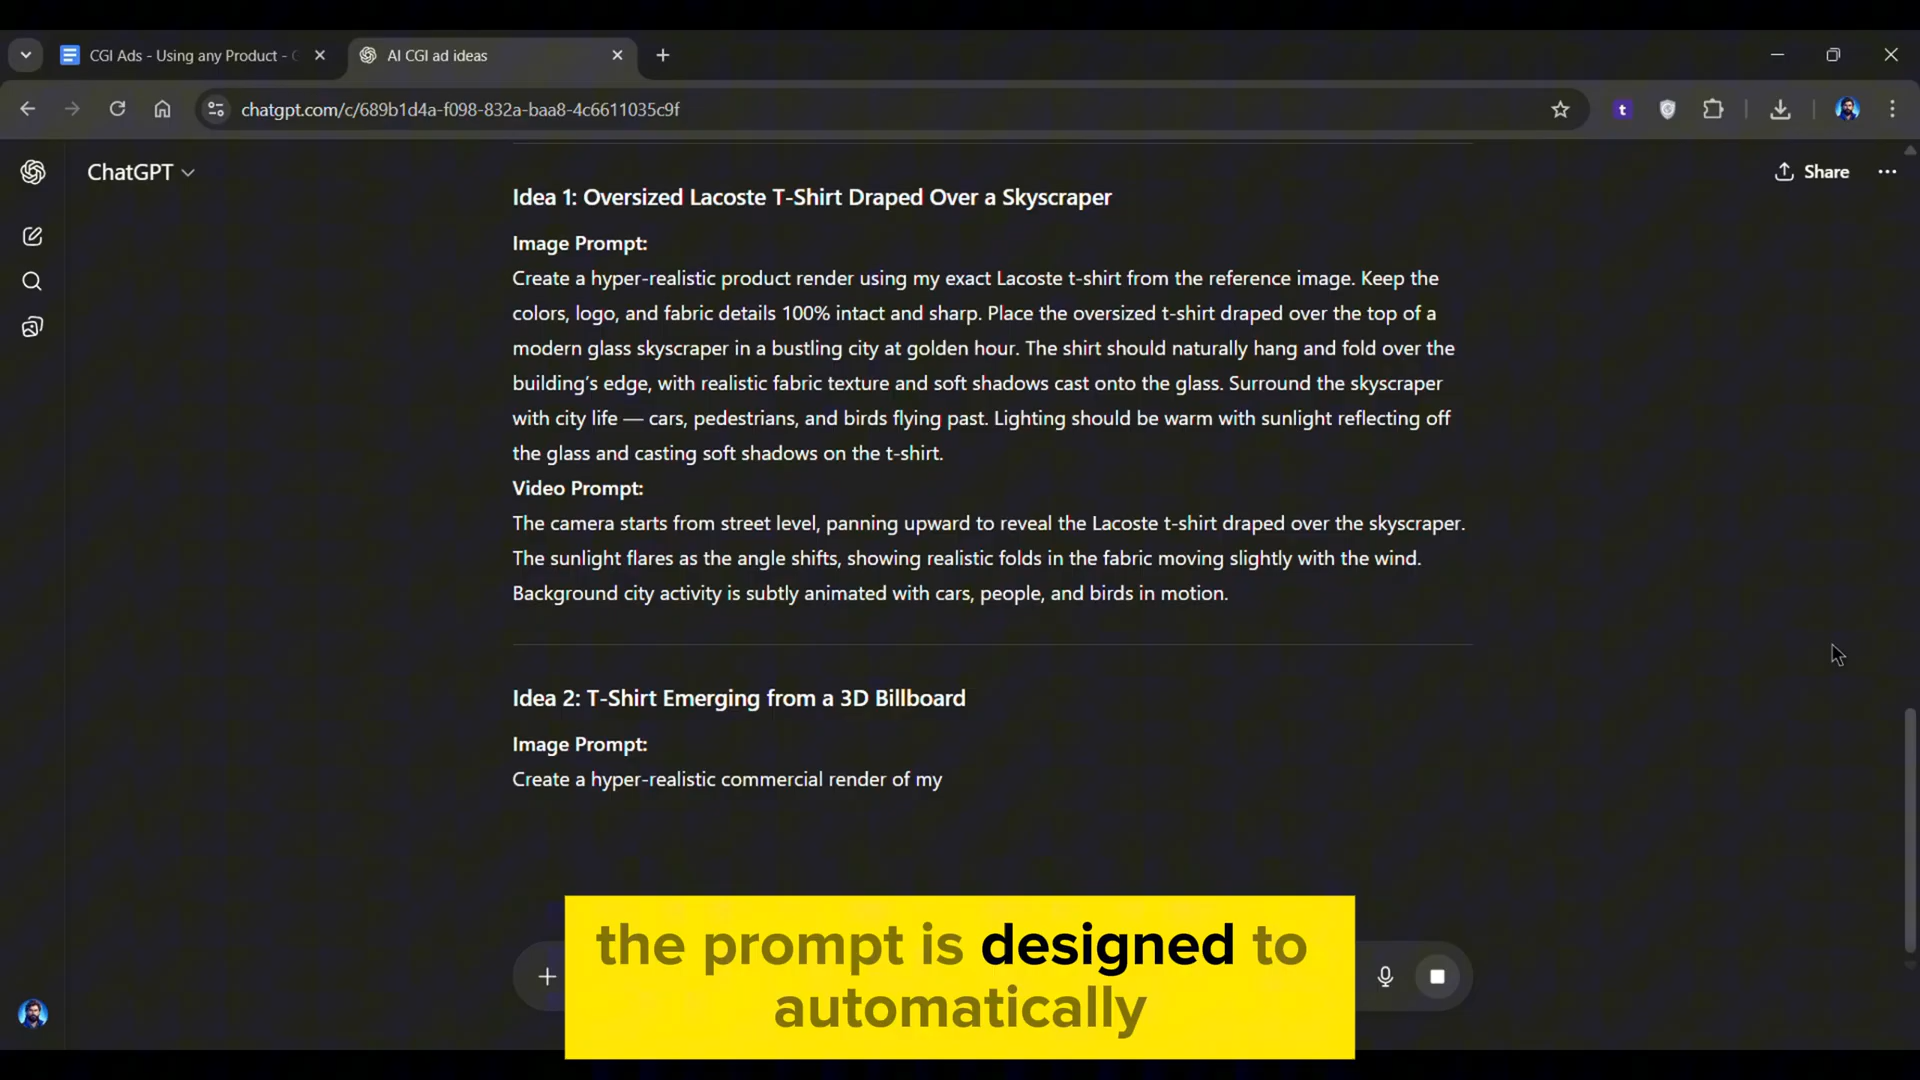 CGI Ads - Using any Product -
AI CGI ad ideas
chatgpt.com/c/689b1d4a-f098-832a-baa8-4c6611035c9f
t
ChatGPT
Share
Idea 1: Oversized Lacoste T-Shirt Draped Over a Skyscraper
Image Prompt:
Create a hyper-realistic product render using my exact Lacoste t-shirt from the reference image. Keep the
colors, logo, and fabric details 100% intact and sharp. Place the oversized t-shirt draped over the top of a
modern glass skyscraper in a bustling city at golden hour. The shirt should naturally hang and fold over the
building’s edge, with realistic fabric texture and soft shadows cast onto the glass. Surround the skyscraper
with city life — cars, pedestrians, and birds flying past. Lighting should be warm with sunlight reflecting off
the glass and casting soft shadows on the t-shirt.
Video Prompt:
The camera starts from street level, panning upward to reveal the Lacoste t-shirt draped over the skyscraper.
The sunlight flares as the angle shifts, showing realistic folds in the fabric moving slightly with the wind.
Background city activity is subtly animated with cars, people, and birds in motion.
Idea 2: T-Shirt Emerging from a 3D Billboard
Image Prompt:
Create a hyper-realistic commercial render of my
the prompt is designed to
automatically